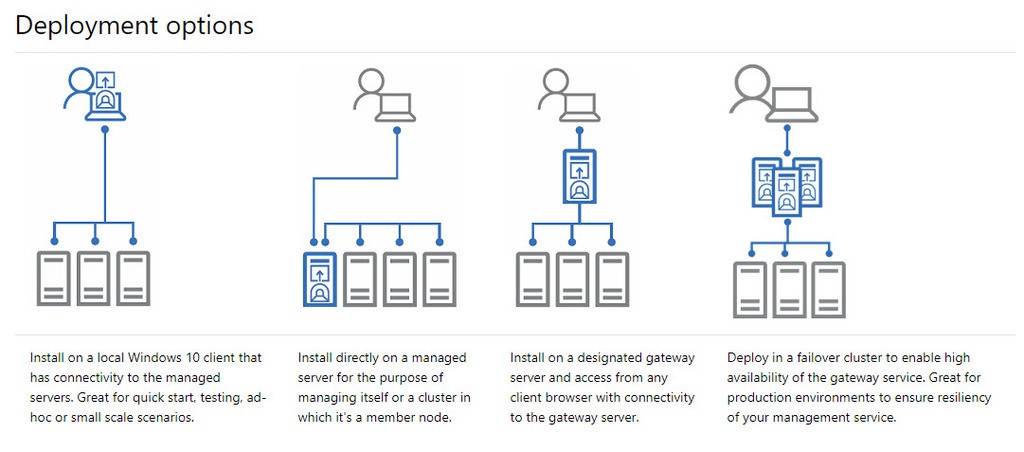 Deployment options
Install on a local Windows 10 client that
has connectivity to the managed
servers. Great for quick start, testing, ad-
hoc or small scale scenarios.
Install directly on a managed
server for the purpose of
managing itself or a cluster in
which it's a member node.
Install on a designated gateway
server and access from any
client browser with connectivity
to the gateway server.
Deploy in a failover cluster to enable high
availability of the gateway service. Great for
production environments to ensure resiliency
of your management service.